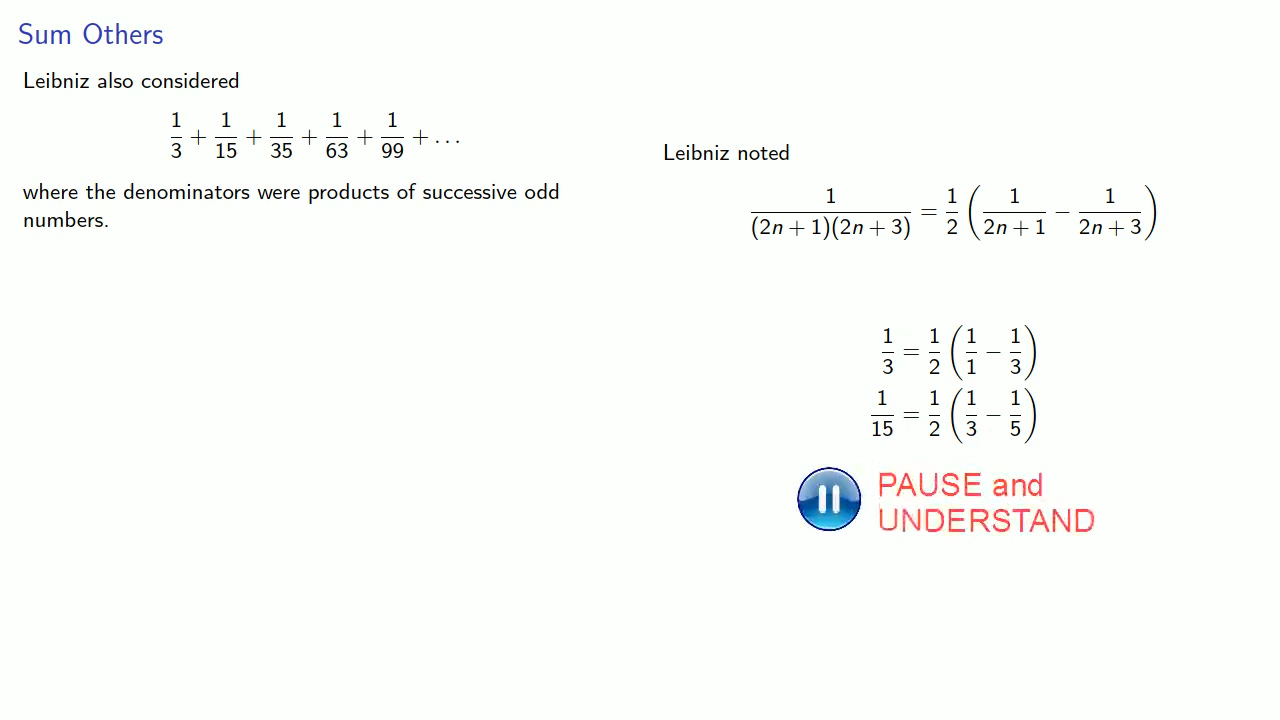 Sum Others
Leibniz also considered
1/3 + 1/15 + 1/35 + 1/63 + 1/99 + ...
where the denominators were products of successive odd
numbers.
Leibniz noted
1/((2n + 1)(2n + 3)) = 1/2 (1/(2n + 1) − 1/(2n + 3))
1/3 = 1/2 (1/1 − 1/3)
1/15 = 1/2 (1/3 − 1/5)
PAUSE and
UNDERSTAND